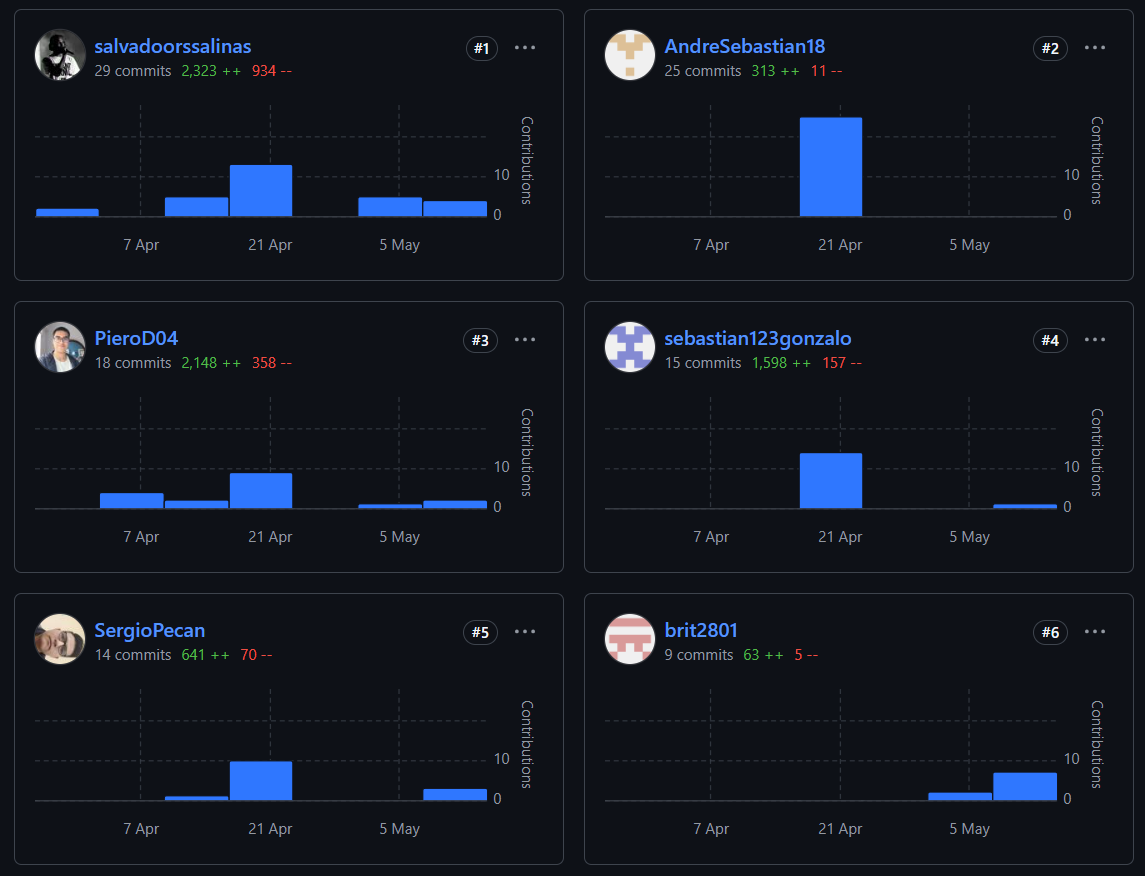 salvadoorssalinas
#1
29 commits 2,323 ++ 934 --
Contributions
10
0
7 Apr 21 Apr 5 May
AndreSebastian18
#2
25 commits 313 ++ 11 --
Contributions
10
0
7 Apr 21 Apr 5 May
PieroD04
#3
18 commits 2,148 ++ 358 --
Contributions
10
0
7 Apr 21 Apr 5 May
sebastian123gonzalo
#4
15 commits 1,598 ++ 157 --
Contributions
10
0
7 Apr 21 Apr 5 May
SergioPecan
#5
14 commits 641 ++ 70 --
Contributions
10
0
7 Apr 21 Apr 5 May
brit2801
#6
9 commits 63 ++ 5 --
Contributions
10
0
7 Apr 21 Apr 5 May